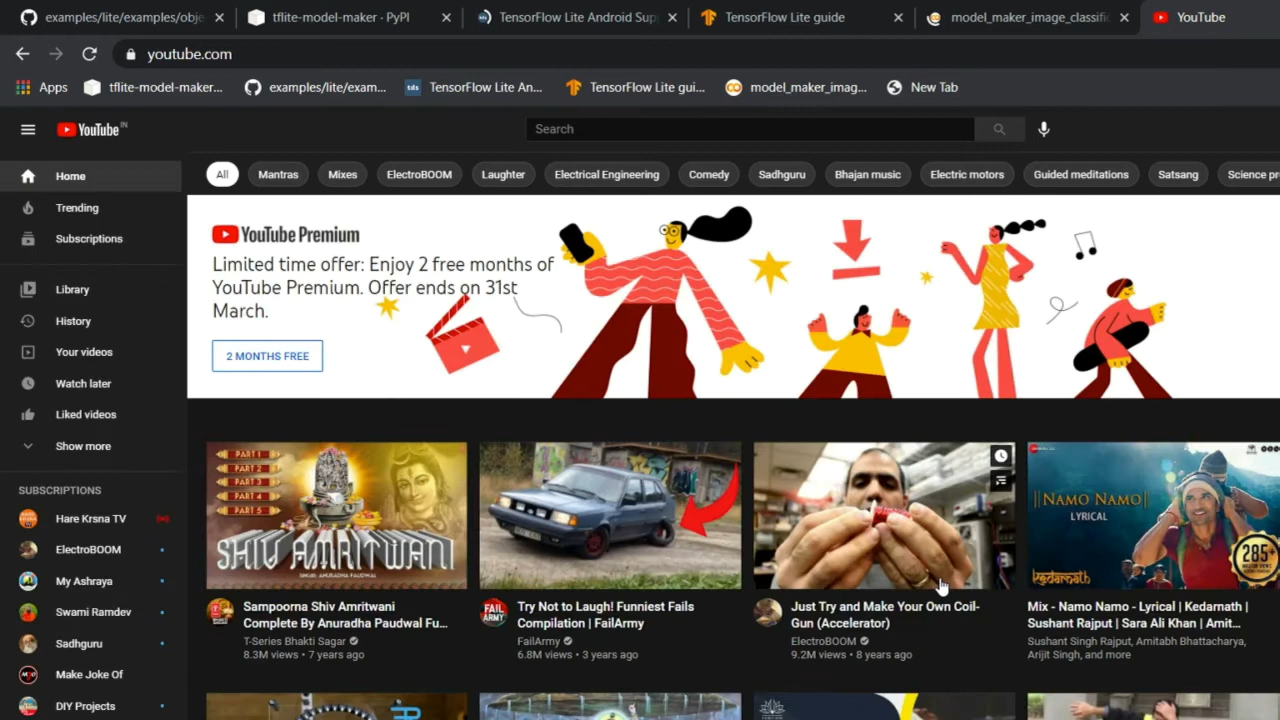 examples/lite/examples/obje
tflite-model-maker · PyPI
TensorFlow Lite Android Sup
TensorFlow Lite guide
model_maker_image_classific
YouTube
youtube.com
Apps
tflite-model-maker...
examples/lite/exam...
tds
TensorFlow Lite An...
TensorFlow Lite gui...
model_maker_imag...
New Tab
YouTube IN
Search
Home
Trending
Subscriptions
Library
History
Your videos
Watch later
Liked videos
Show more
SUBSCRIPTIONS
Hare Krsna TV
ElectroBOOM
My Ashraya
Swami Ramdev
Sadhguru
Make Joke Of
DIY Projects
All
Mantras
Mixes
ElectroBOOM
Laughter
Electrical Engineering
Comedy
Sadhguru
Bhajan music
Electric motors
Guided meditations
Satsang
Science pr
YouTube Premium
Limited time offer: Enjoy 2 free months of
YouTube Premium. Offer ends on 31st
March.
2 MONTHS FREE
PART 1
PART 2
PART 3
PART 4
PART 5
SHIV AMRITWANI
SINGER: ANURADHA PAUDWAL
Sampoorna Shiv Amritwani
Complete By Anuradha Paudwal Fu...
T-Series Bhakti Sagar
8.3M views • 7 years ago
FAIL
ARMY
Try Not to Laugh! Funniest Fails
Compilation | FailArmy
FailArmy
6.8M views • 3 years ago
Just Try and Make Your Own Coil-
Gun (Accelerator)
ElectroBOOM
9.2M views • 8 years ago
||NAMO NAMO||
LYRICAL
285+
kedarnath
Mix - Namo Namo - Lyrical | Kedarnath |
Sushant Rajput | Sara Ali Khan | Amit...
Sushant Singh Rajput, Amitabh Bhattacharya,
Arijit Singh, and more